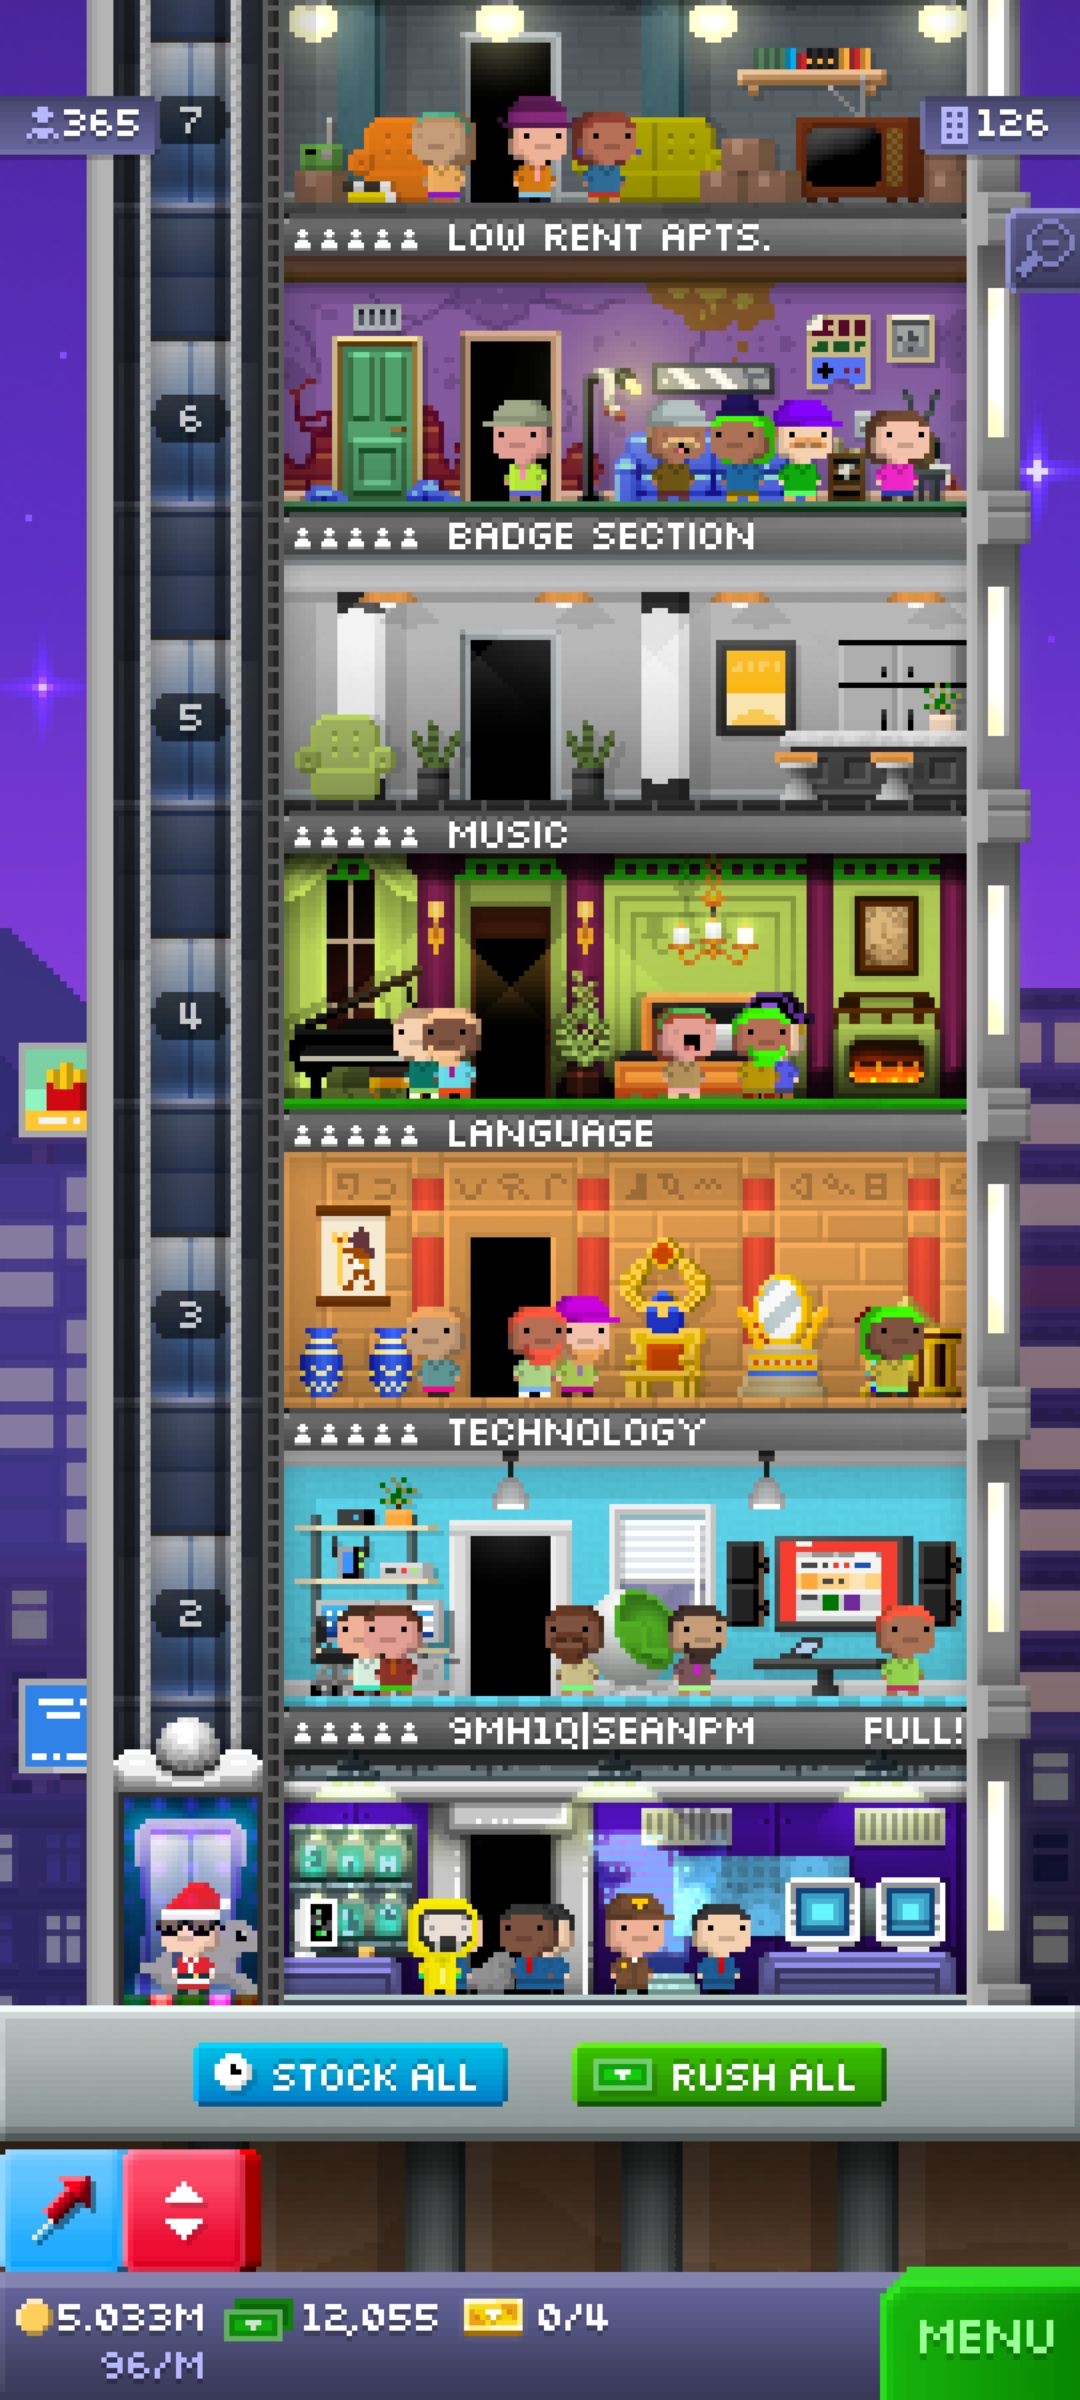 365
7
126
LOW RENT APTS.
6
BADGE SECTION
5
MUSIC
4
LANGUAGE
3
TECHNOLOGY
2
9MH1Q|SEANPM FULL!
STOCK ALL
RUSH ALL
5.033M 12,055 0/4
96/M
MENU